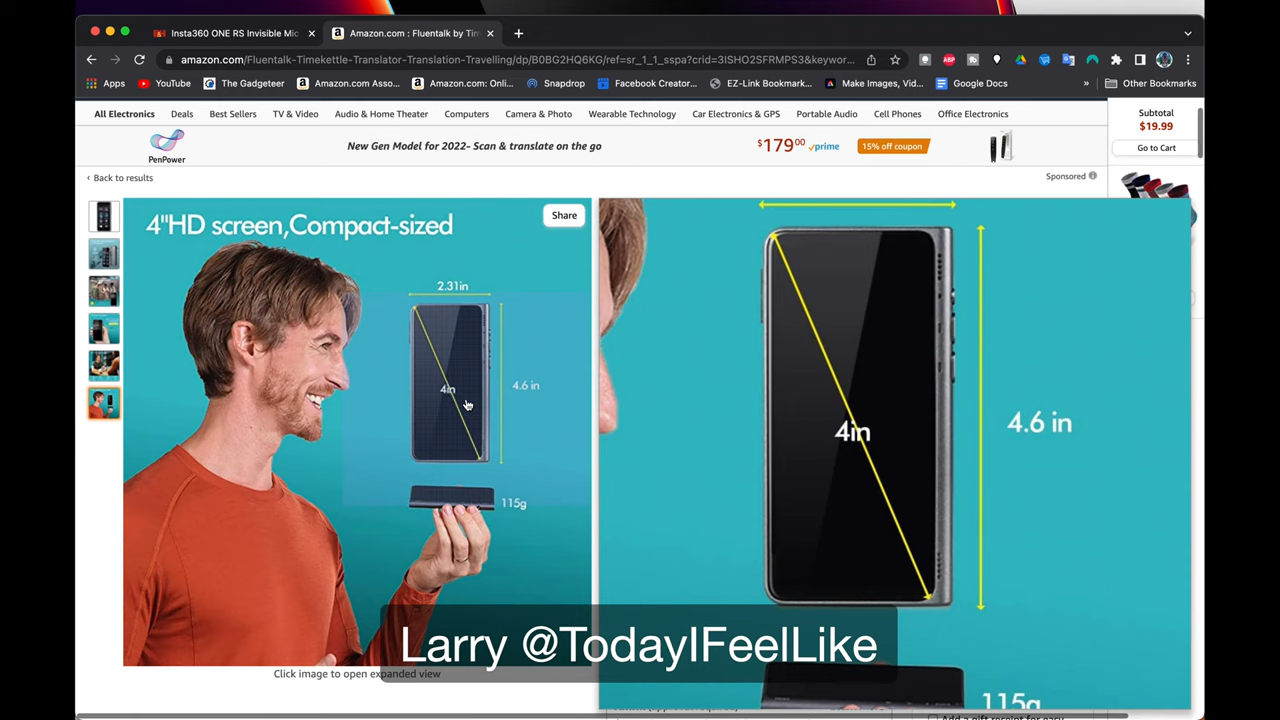 Insta360 ONE RS Invisible Mic
Amazon.com : Fluentalk by Tim
amazon.com/Fluentalk-Timekettle-Translator-Translation-Travelling/dp/B0BG2HQ6KG/ref=sr_1_1_sspa?crid=3ISHO2SFRMPS3&keywor...
Apps
YouTube
The Gadgeteer
Amazon.com Asso...
Amazon.com: Onli...
Snapdrop
Facebook Creator...
EZ-Link Bookmark...
Make Images, Vid...
Google Docs
»
Other Bookmarks
All Electronics Deals Best Sellers TV & Video Audio & Home Theater Computers Camera & Photo Wearable Technology Car Electronics & GPS Portable Audio Cell Phones Office Electronics
Subtotal
$19.99
Go to Cart
PenPower
New Gen Model for 2022- Scan & translate on the go
$179.00 prime
15% off coupon
‹ Back to results
Sponsored
4"HD screen,Compact-sized
Share
2.31in
4in
4.6 in
115g
4in
4.6 in
115g
Larry @TodayIFeelLike
Click image to open expanded view